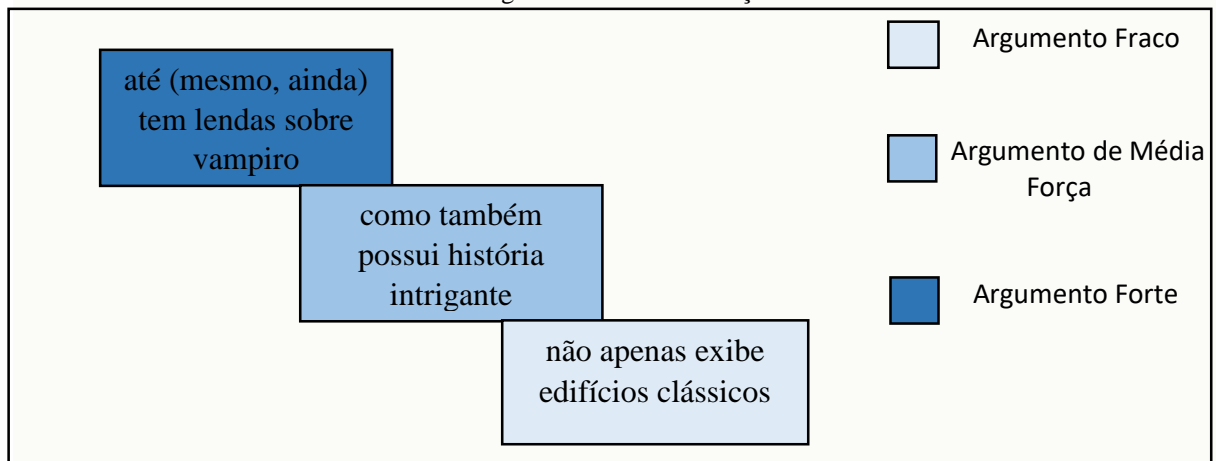 até (mesmo, ainda)
tem lendas sobre
vampiro
como também
possui história
intrigante
não apenas exibe
edifícios clássicos
Argumento Fraco
Argumento de Média
Força
Argumento Forte